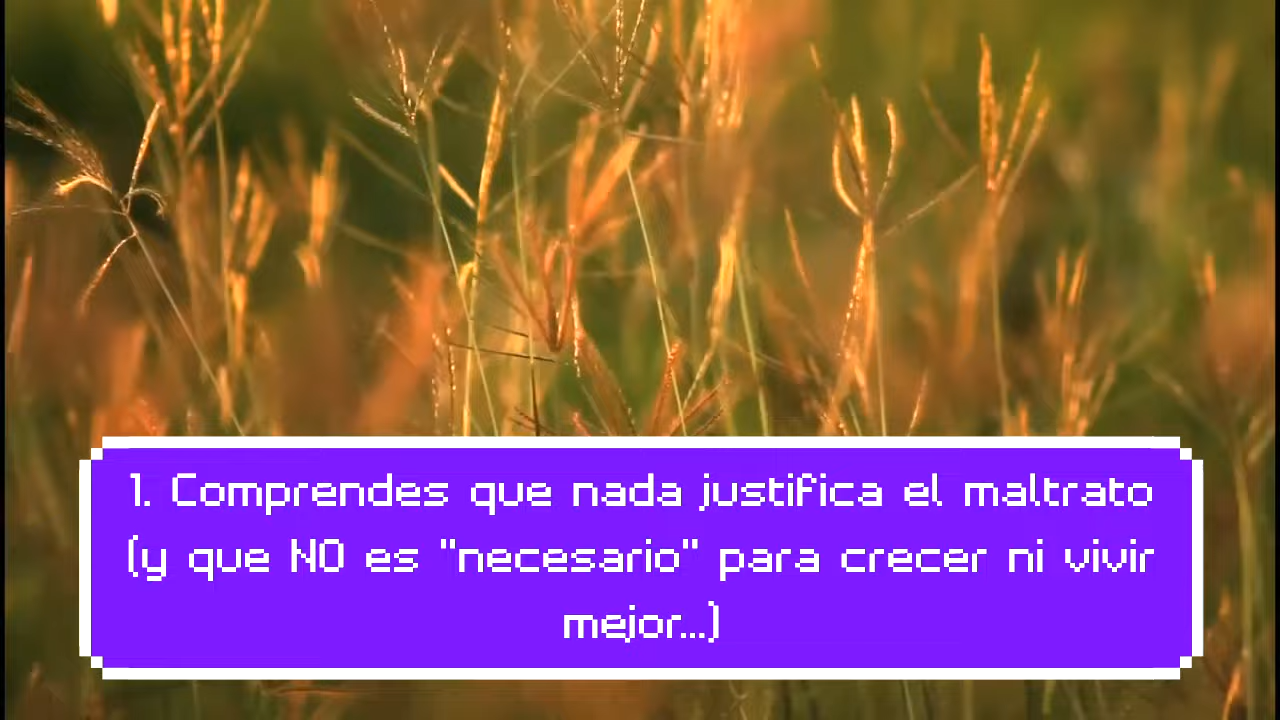 1. Comprendes que nada justifica el maltrato
(y que NO es "necesario" para crecer ni vivir
mejor...)